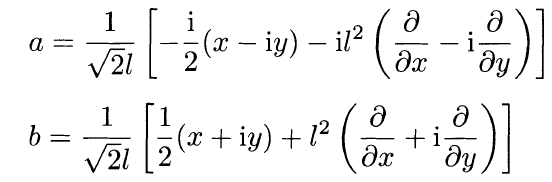 a = \frac{1}{\sqrt{2}l} \left[ -\frac{\mathrm{i}}{2}(x - \mathrm{i}y) - \mathrm{i}l^2 \left( \frac{\partial}{\partial x} - \mathrm{i}\frac{\partial}{\partial y} \right) \right]
b = \frac{1}{\sqrt{2}l} \left[ \frac{1}{2}(x + \mathrm{i}y) + l^2 \left( \frac{\partial}{\partial x} + \mathrm{i}\frac{\partial}{\partial y} \right) \right]